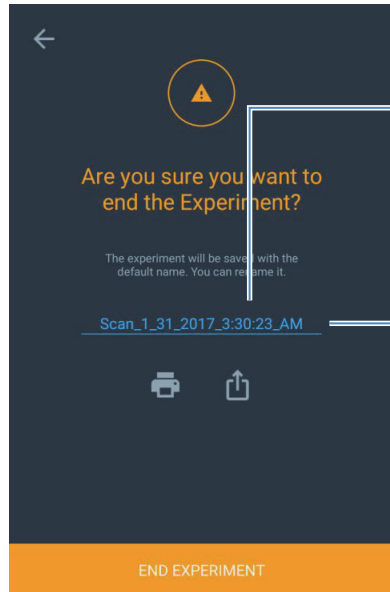 Are you sure you want to
end the Experiment?
The experiment will be saved with the
default name. You can rename it.
Scan_1_31_2017_3:30:23_AM
END EXPERIMENT